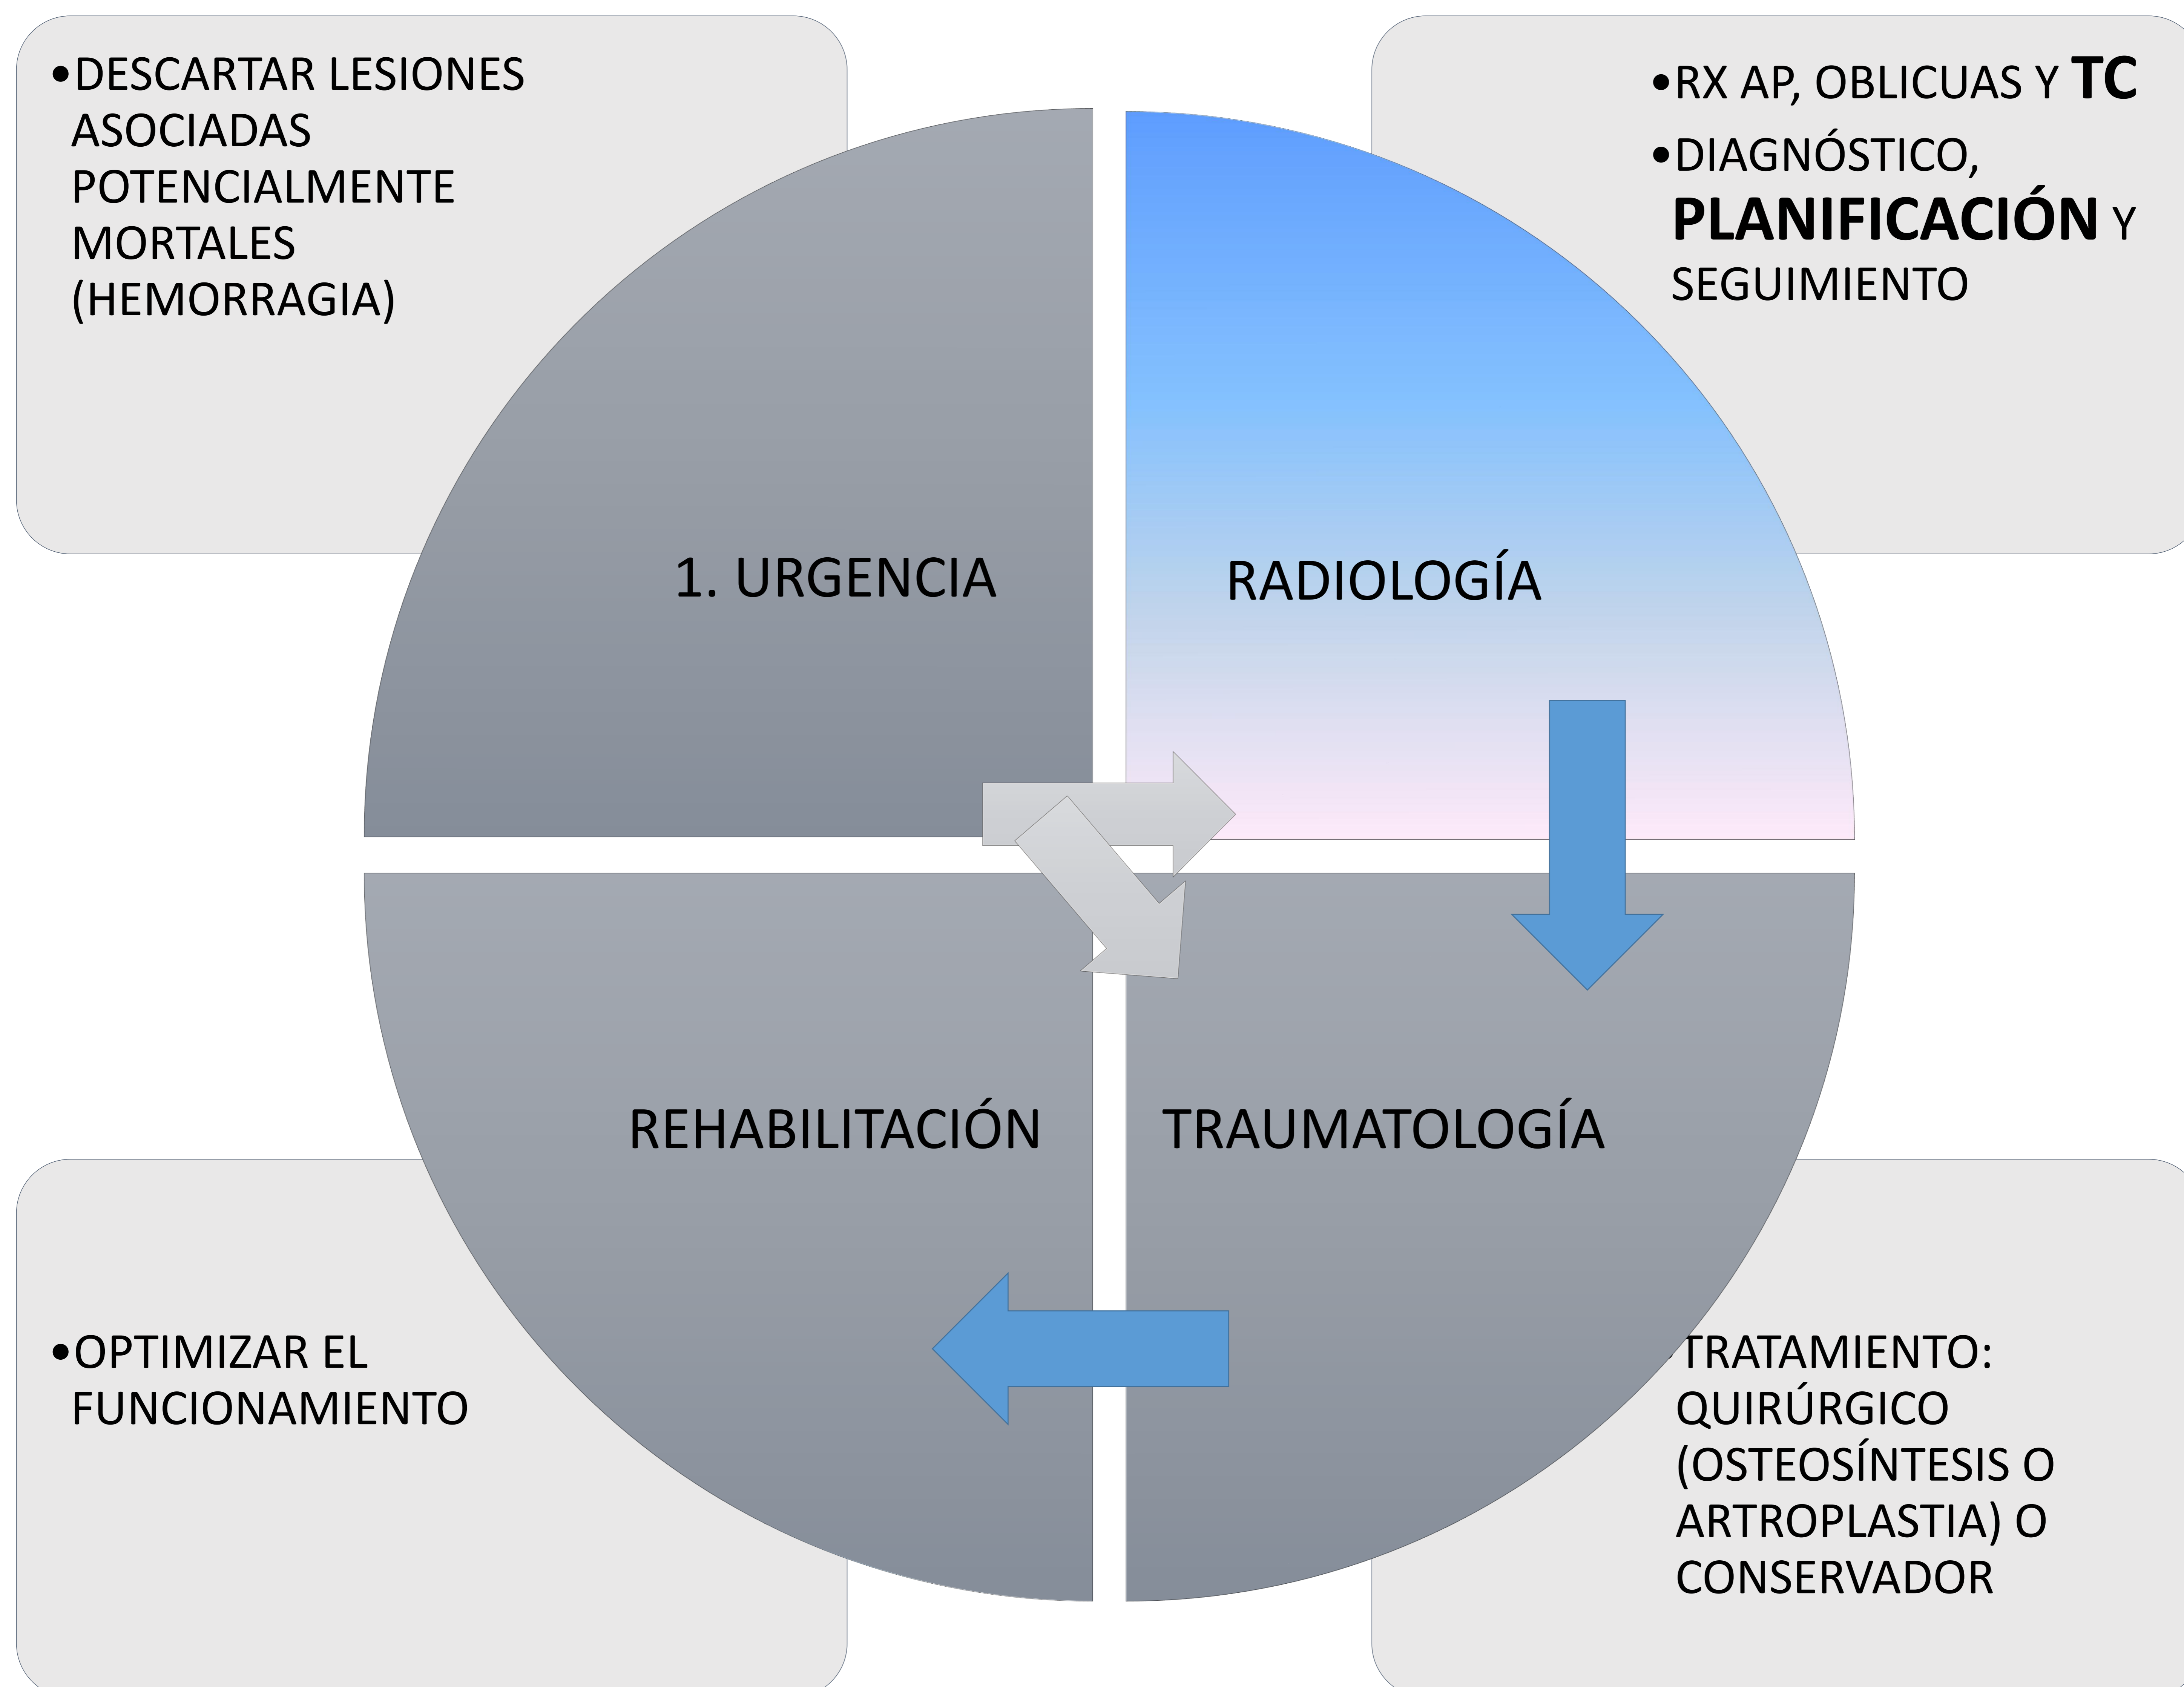 •DESCARTAR LESIONES
ASOCIADAS
POTENCIALMENTE
MORTALES
(HEMORRAGIA)
•RX AP, OBLICUAS Y TC
•DIAGNÓSTICO,
PLANIFICACIÓN Y
SEGUIMIENTO
1. URGENCIA
RADIOLOGÍA
REHABILITACIÓN
TRAUMATOLOGÍA
•OPTIMIZAR EL
FUNCIONAMIENTO
TRATAMIENTO:
QUIRÚRGICO
(OSTEOSÍNTESIS O
ARTROPLASTIA) O
CONSERVADOR